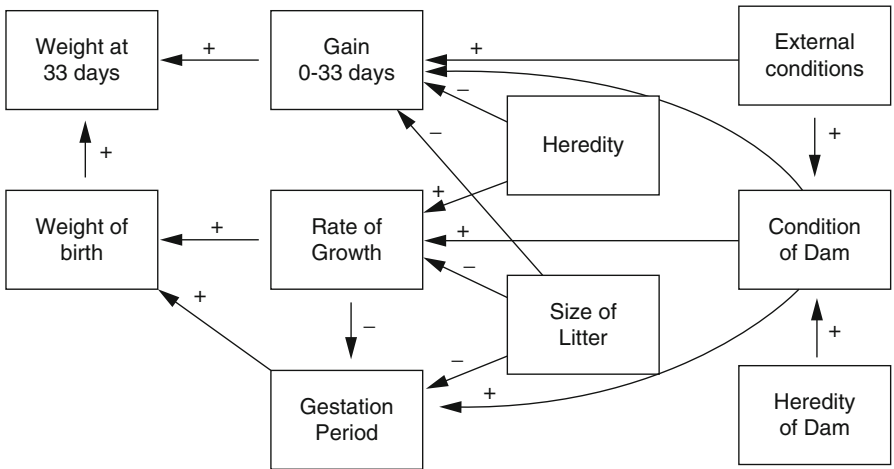 Weight at
33 days
+
Gain
0-33 days
+
External
conditions
−
−
Heredity
+
+
+
Weight of
birth
+
Rate of
Growth
+
Condition
of Dam
−
+
−
Size of
Litter
−
+
+
Gestation
Period
Heredity
of Dam